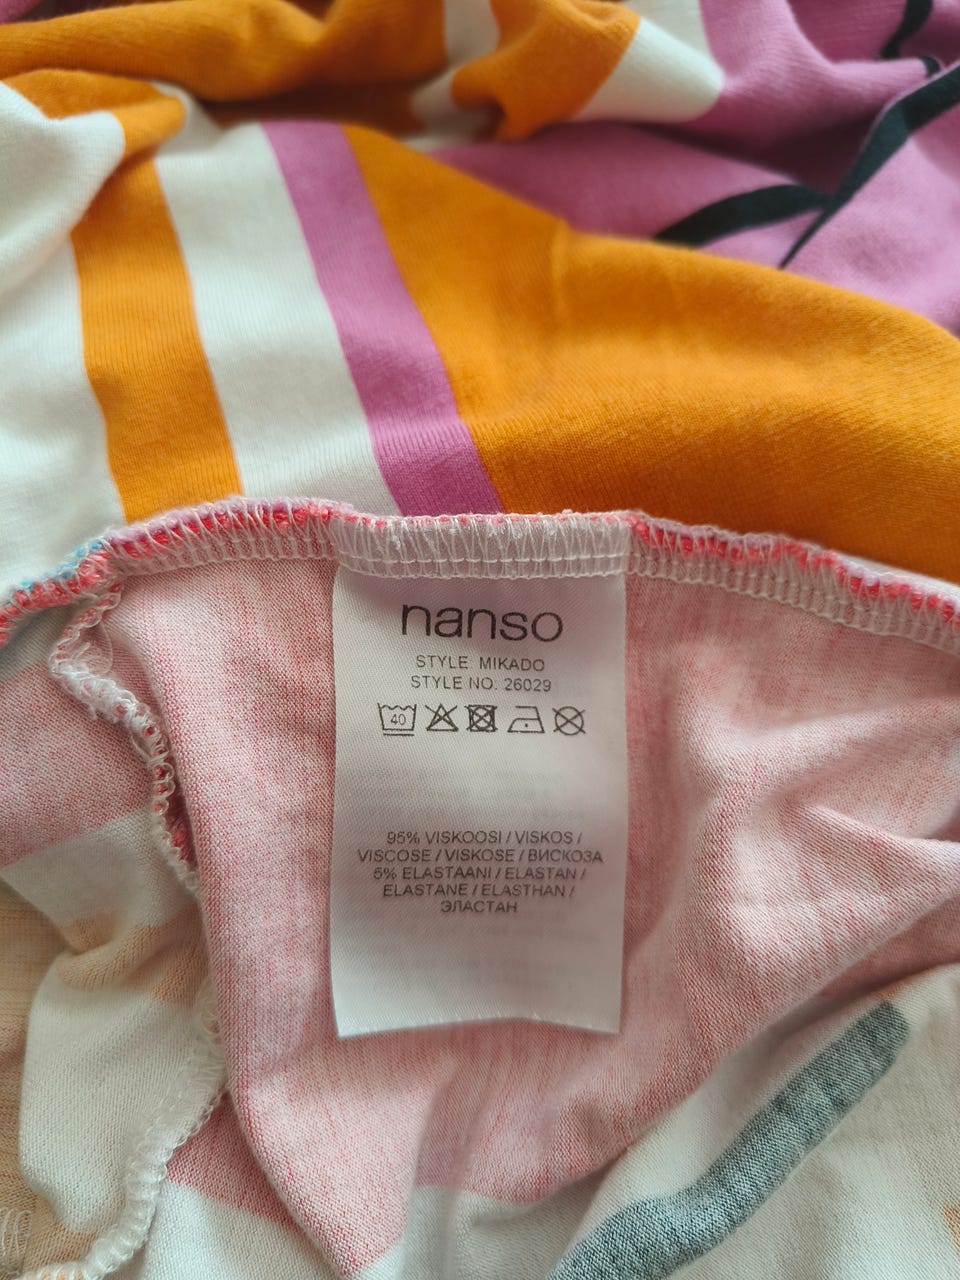 nanso
STYLE MIKADO
STYLE NO. 26029
40
95% VISKOOSI / VISKOS /
VISCOSE / VISKOSE / ВИСКОЗА
5% ELASTAANI / ELASTAN /
ELASTANE / ELASTHAN /
ЭЛАСТАН